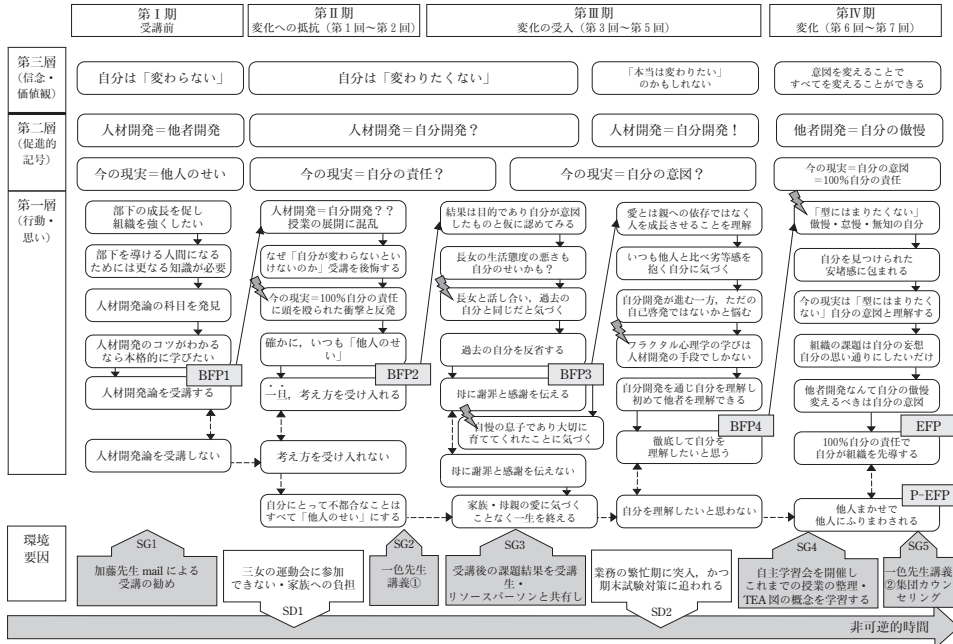 第Ⅰ期
受講前
第Ⅱ期
変化への抵抗（第1回～第2回）
第Ⅲ期
変化の受入（第3回～第5回）
第Ⅳ期
変化（第6回～第7回）
第三層
（信念・
価値観）
自分は「変わらない」
自分は「変わりたくない」
「本当は変わりたい」
のかもしれない
意図を変えることで
すべてを変えることができる
第二層
（促進的
記号）
人材開発＝他者開発
人材開発＝自分開発？
人材開発＝自分開発！
他者開発＝自分の傲慢
今の現実＝他人のせい
今の現実＝自分の責任？
今の現実＝自分の意図？
今の現実＝自分の意図
＝100％自分の責任
第一層
（行動・
思い）
部下の成長を促し
組織を強くしたい
部下を導ける人間になる
ためには更なる知識が必要
人材開発論の科目を発見
人材開発のコツがわかる
なら本格的に学びたい
BFP1
人材開発論を受講する
人材開発論を受講しない
人材開発＝自分開発？？
授業の展開に混乱
なぜ「自分が変わらないと
いけないのか」受講を後悔する
今の現実＝100％自分の責任
に頭を殴られた衝撃と反発
確かに，いつも「他人のせ
い」
BFP2
一旦，考え方を受け入れる
考え方を受け入れない
自分にとって不都合なことは
すべて「他人のせい」にする
結果は目的であり自分が意図
したものと仮に認めてみる
長女の生活態度の悪さも
自分のせいかも？
長女と話し合い，過去の
自分と同じだと気づく
過去の自分を反省する
BFP3
母に謝罪と感謝を伝える
自慢の息子であり大切に
育ててくれたことに気づく
母に謝罪と感謝を伝えない
家族・母親の愛に気づく
ことなく一生を終える
愛とは親への依存ではなく
人を成長させることを理解
いつも他人と比べ劣等感を
抱く自分に気づく
自分開発が進む一方，ただの
自己啓発ではないかと悩む
フラクタル心理学の学びは
人材開発の手段でしかない
自分開発を通じ自分を理解し
初めて他者を理解できる
BFP4
徹底して自分を
理解したいと思う
自分を理解したいと思わない
「型にはまりたくない」
傲慢・怠慢・無知の自分
自分を見つけられた
安堵感に包まれる
今の現実は「型にはまりたくな
い」自分の意図と理解する
組織の課題は自分の妄想
自分の思い通りにしたいだけ
他者開発なんて自分の傲慢
変えるべきは自分の意図
EFP
100％自分の責任で
自分が組織を先導する
P-EFP
他人まかせで
他人にふりまわされる
環境
要因
SG1
加藤先生 mail による
受講の勧め
三女の運動会に参加
できない・家族への負担
SD1
SG2
一色先生
講義①
SG3
受講後の課題結果を受講
生・
リソースパーソンと共有し
業務の繁忙期に突入，かつ
期末試験対策に追われる
SD2
SG4
自主学習会を開催し
これまでの授業の整理・
TEA図の概念を学習する
SG5
一色先生講義
②集団カウン
セリング
非可逆的時間